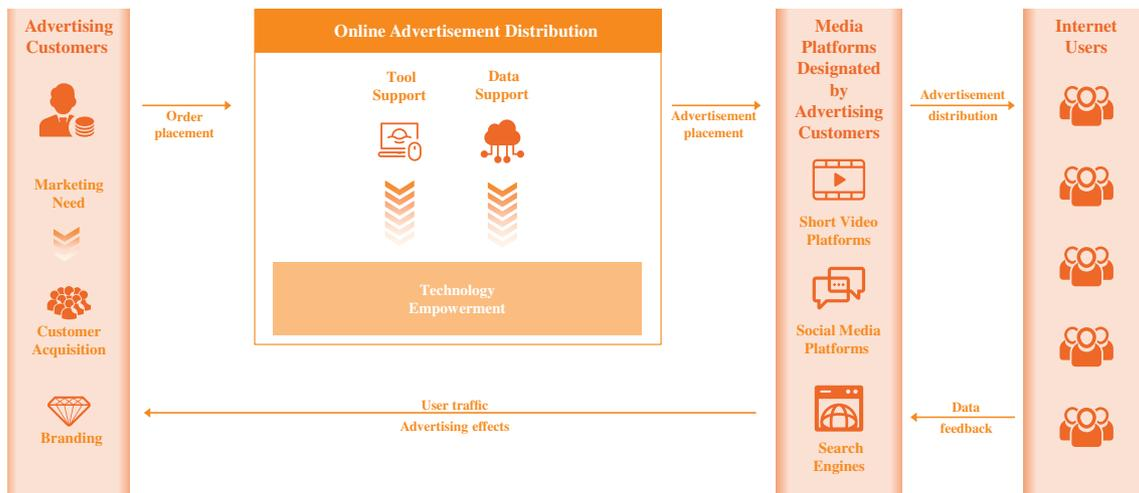 Advertising
Customers
Marketing
Need
Customer
Acquisition
Branding
Order
placement
Online Advertisement Distribution
Tool
Support
Data
Support
Technology
Empowerment
Advertisement
placement
Media
Platforms
Designated
by
Advertising
Customers
Short Video
Platforms
Social Media
Platforms
Search
Engines
Advertisement
distribution
Internet
Users
User traffic
Advertising effects
Data
feedback